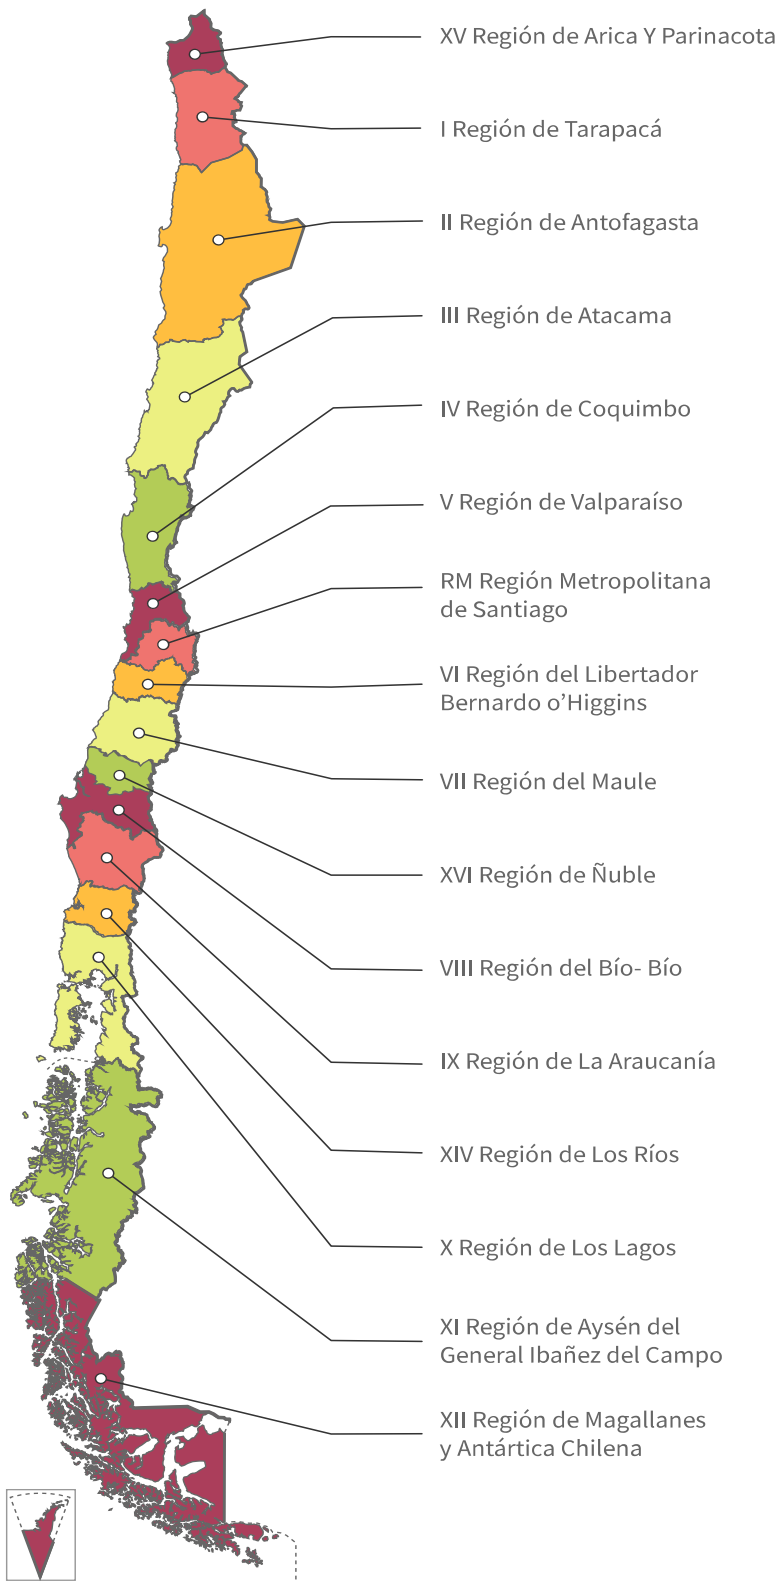 XV Región de Arica Y Parinacota
I Región de Tarapacá
II Región de Antofagasta
III Región de Atacama
IV Región de Coquimbo
V Región de Valparaíso
RM Región Metropolitana
de Santiago
VI Región del Libertador
Bernardo o’Higgins
VII Región del Maule
XVI Región de Ñuble
VIII Región del Bío- Bío
IX Región de La Araucanía
XIV Región de Los Ríos
X Región de Los Lagos
XI Región de Aysén del
General Ibañez del Campo
XII Región de Magallanes
y Antártica Chilena